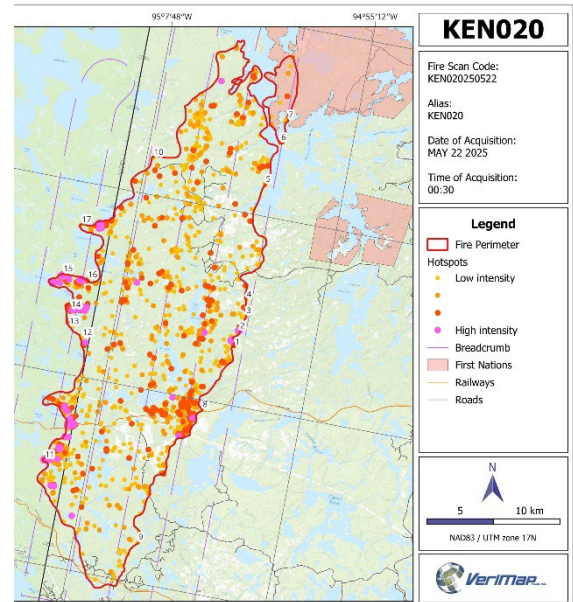 95°7'48"W
94°55'12"W
10
7
6
5
17
15
16
14
13
12
4
3
2
1
8
11
9
KEN020
Fire Scan Code:
KEN020250522
Alias:
KEN020
Date of Acquisition:
MAY 22 2025
Time of Acquisition:
00:30
Legend
Fire Perimeter
Hotspots
Low intensity
High intensity
Breadcrumb
First Nations
Railways
Roads
N
5
10 km
NAD83 / UTM zone 17N
VERIMAP